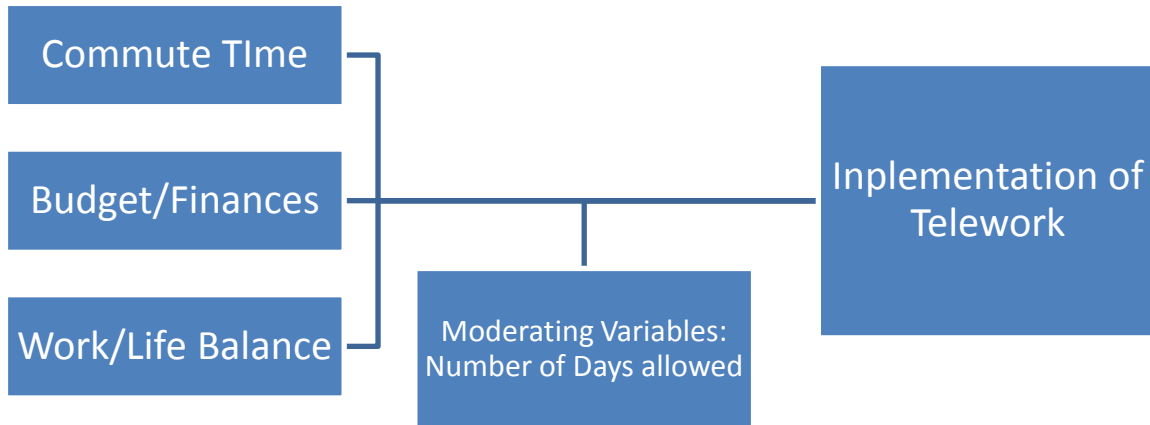 Commute TIme
Budget/Finances
Work/Life Balance
Moderating Variables:
Number of Days allowed
Inplementation of
Telework